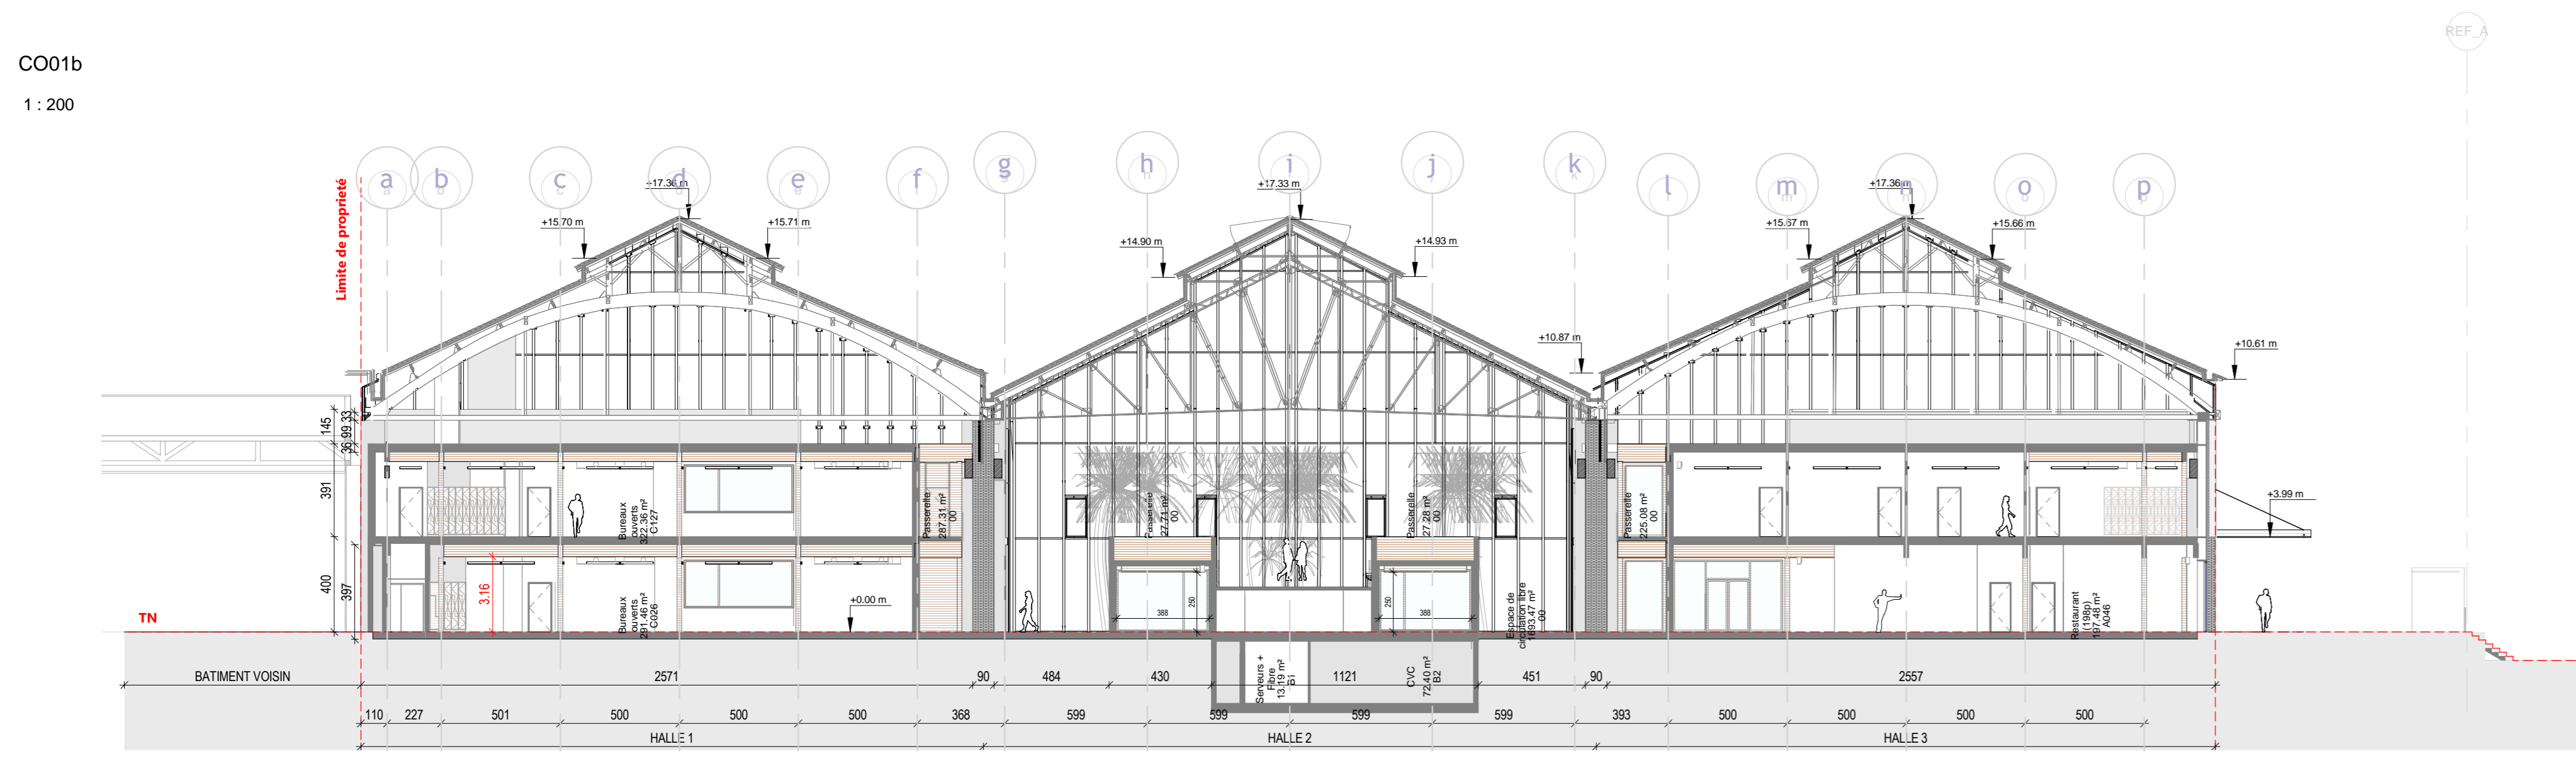 REF_A
CO01b
1 : 200
Limite de proprieté
a
b
c
d
e
f
g
h
i
j
k
l
m
n
o
p
+17.36 m
+15.70 m
+15.71 m
+17.33 m
+14.90 m
+14.93 m
+10.87 m
+17.36 m
+15.67 m
+15.66 m
+10.61 m
+3.99 m
+0.00 m
145
33
99
36
391
400
397
3.16
Bureaux
ouverts
322.36 m²
C127
Passerelle
287.31 m²
00
Passerelle
27.71 m²
00
Passerelle
27.28 m²
00
Passerelle
225.08 m²
00
Bureaux
ouverts
291.46 m²
C026
388
250
250
388
Espace de
circulation libre
1693.47 m²
00
Restaurant
(198p)
197.48 m²
A046
TN
Serveurs +
Fibre
13.19 m²
B1
CVC
72.40 m²
B2
BATIMENT VOISIN
2571
90
484
430
1121
451
90
2557
110
227
501
500
500
500
368
599
599
599
599
393
500
500
500
500
HALLE 1
HALLE 2
HALLE 3